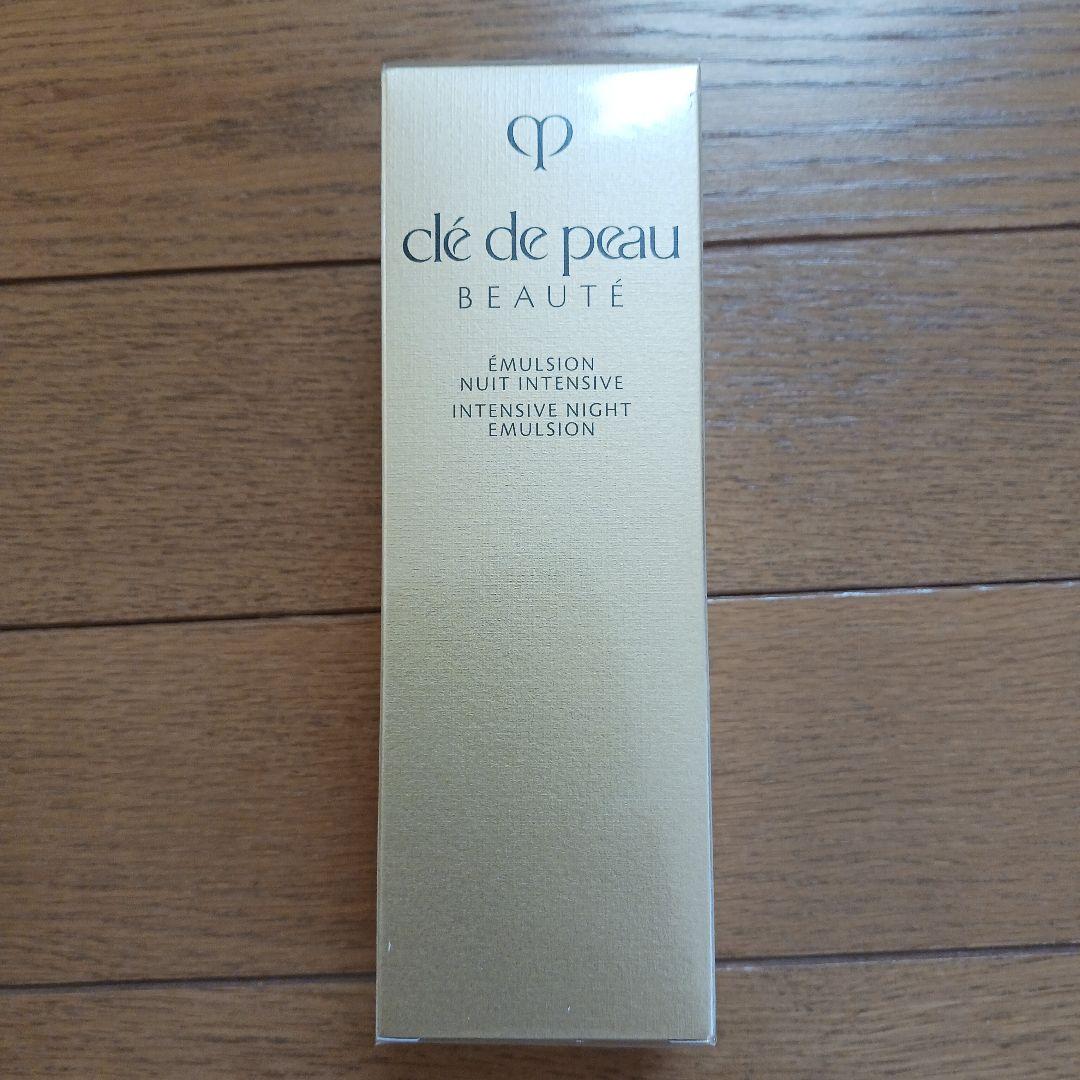 clé de peau
BEAUTÉ
ÉMULSION
NUIT INTENSIVE
INTENSIVE NIGHT
EMULSION